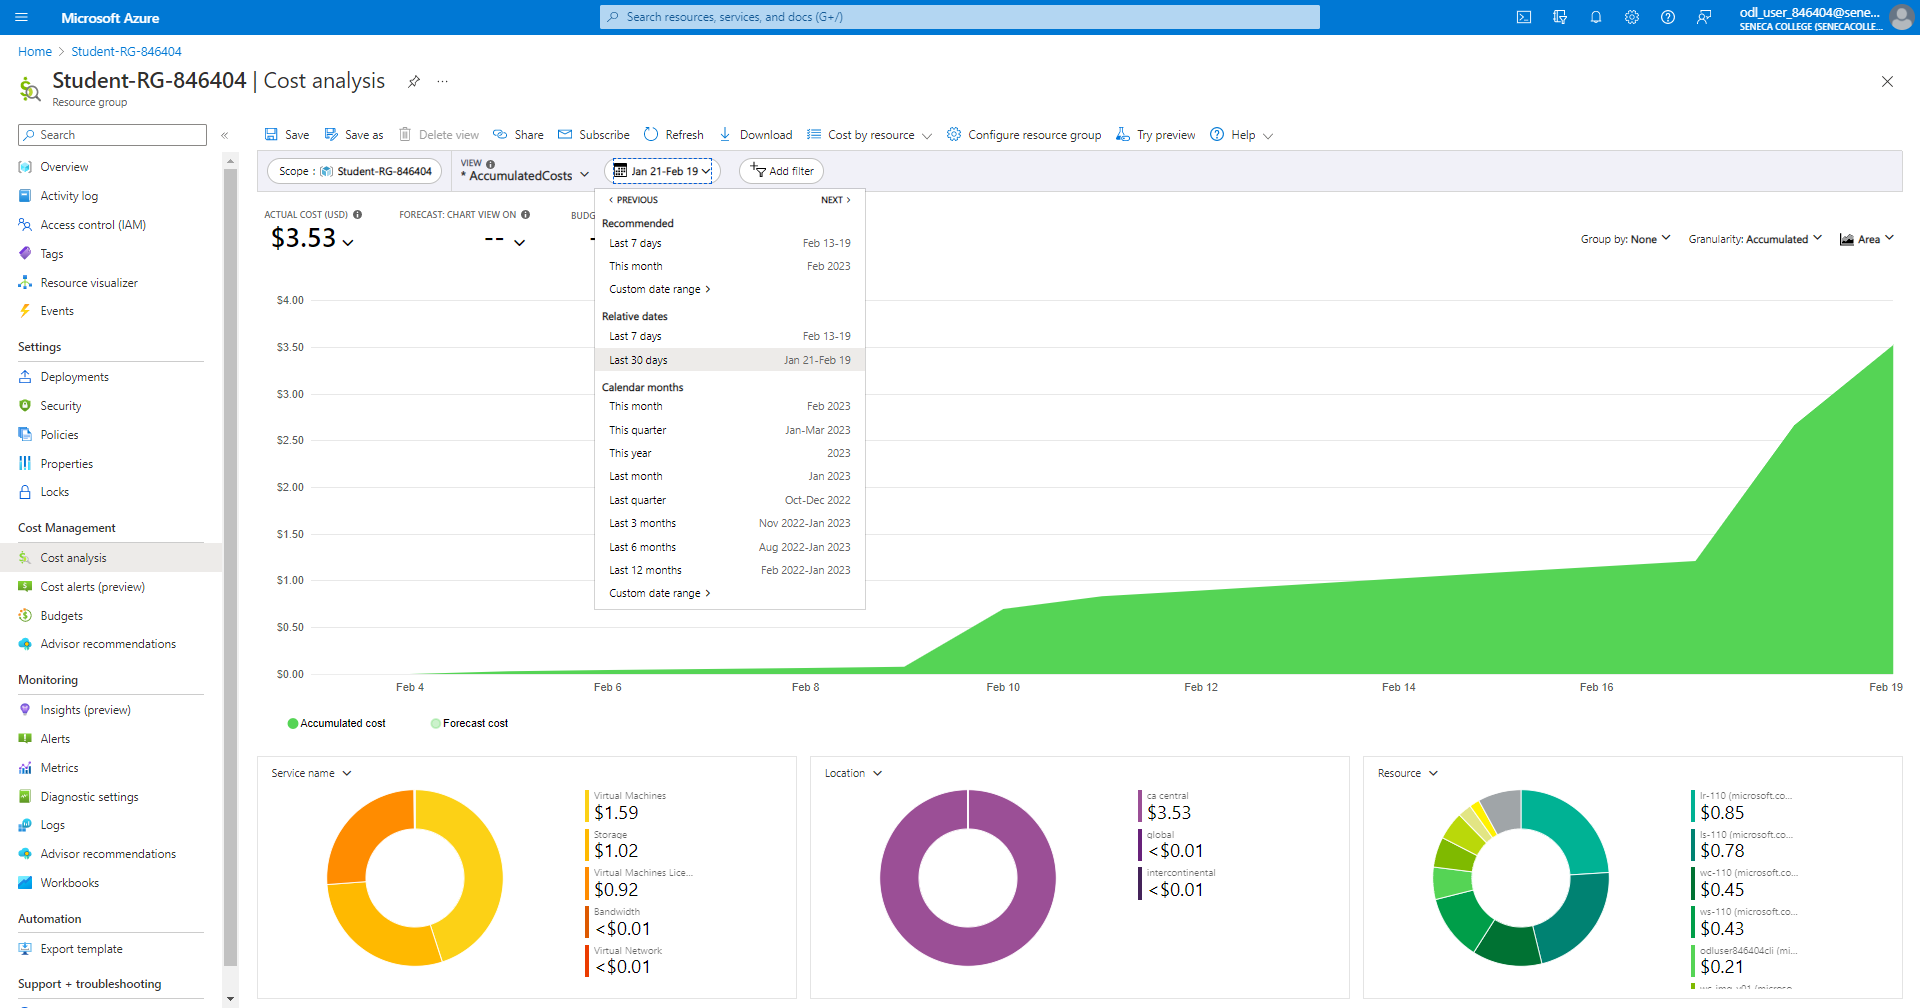 Microsoft Azure
Search resources, services, and docs (G+/)
odl_user_846404@sene...
SENECA COLLEGE (SENECACOLLE...
Home > Student-RG-846404
Student-RG-846404 | Cost analysis
Resource group
Search
Overview
Activity log
Access control (IAM)
Tags
Resource visualizer
Events
Settings
Deployments
Security
Policies
Properties
Locks
Cost Management
Cost analysis
Cost alerts (preview)
Budgets
Advisor recommendations
Monitoring
Insights (preview)
Alerts
Metrics
Diagnostic settings
Logs
Advisor recommendations
Workbooks
Automation
Export template
Support + troubleshooting
Save Save as Delete view Share Subscribe Refresh Download Cost by resource Configure resource group Try preview Help
Scope : Student-RG-846404
VIEW
* AccumulatedCosts
Jan 21-Feb 19
Add filter
ACTUAL COST (USD)
$3.53
FORECAST: CHART VIEW ON
--
BUDG
Group by: None Granularity: Accumulated Area
< PREVIOUS NEXT >
Recommended
Last 7 days Feb 13-19
This month Feb 2023
Custom date range >
Relative dates
Last 7 days Feb 13-19
Last 30 days Jan 21-Feb 19
Calendar months
This month Feb 2023
This quarter Jan-Mar 2023
This year 2023
Last month Jan 2023
Last quarter Oct-Dec 2022
Last 3 months Nov 2022-Jan 2023
Last 6 months Aug 2022-Jan 2023
Last 12 months Feb 2022-Jan 2023
Custom date range >
$4.00
$3.50
$3.00
$2.50
$2.00
$1.50
$1.00
$0.50
$0.00
Feb 4 Feb 6 Feb 8 Feb 10 Feb 12 Feb 14 Feb 16 Feb 19
Accumulated cost Forecast cost
Service name
Virtual Machines
$1.59
Storage
$1.02
Virtual Machines Lice...
$0.92
Bandwidth
<$0.01
Virtual Network
<$0.01
Location
ca central
$3.53
global
<$0.01
intercontinental
<$0.01
Resource
lr-110 (microsoft.co...
$0.85
ls-110 (microsoft.co...
$0.78
wc-110 (microsoft.co...
$0.45
ws-110 (microsoft.co...
$0.43
odluser846404cli (mi...
$0.21